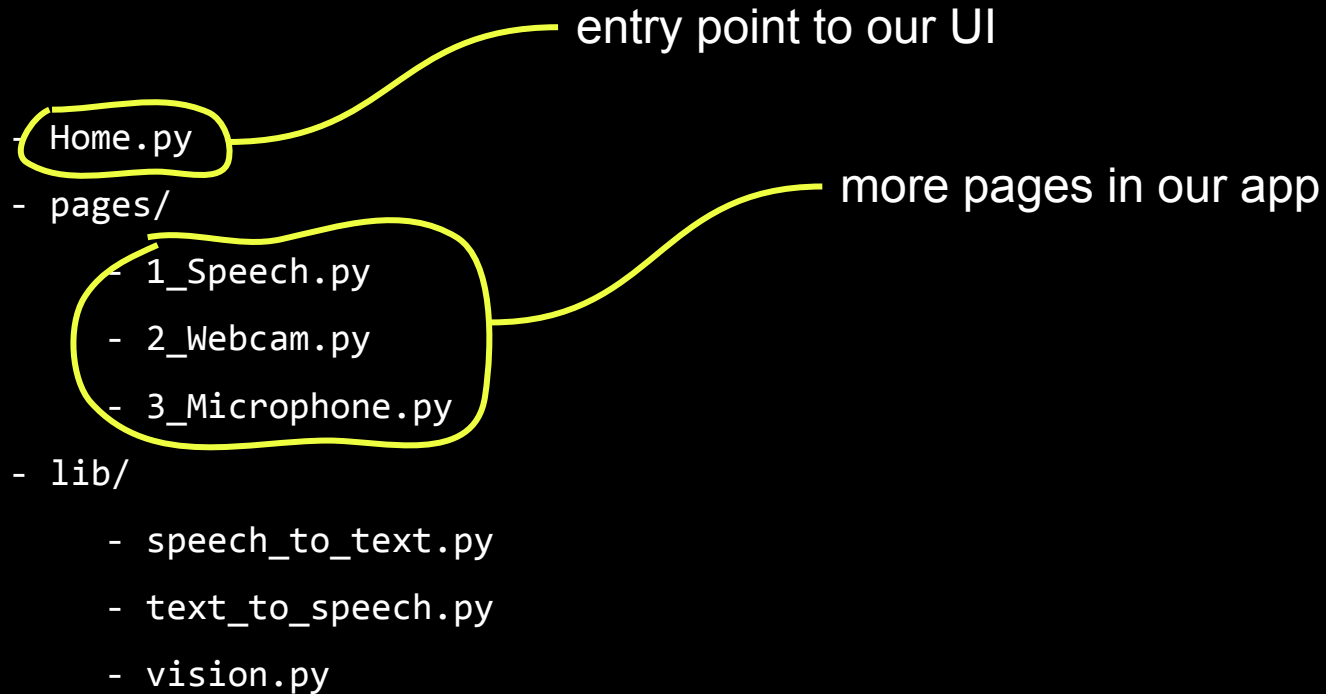 entry point to our UI
- Home.py
more pages in our app
- pages/
- 1_Speech.py
- 2_Webcam.py
- 3_Microphone.py
- lib/
- speech_to_text.py
- text_to_speech.py
- vision.py